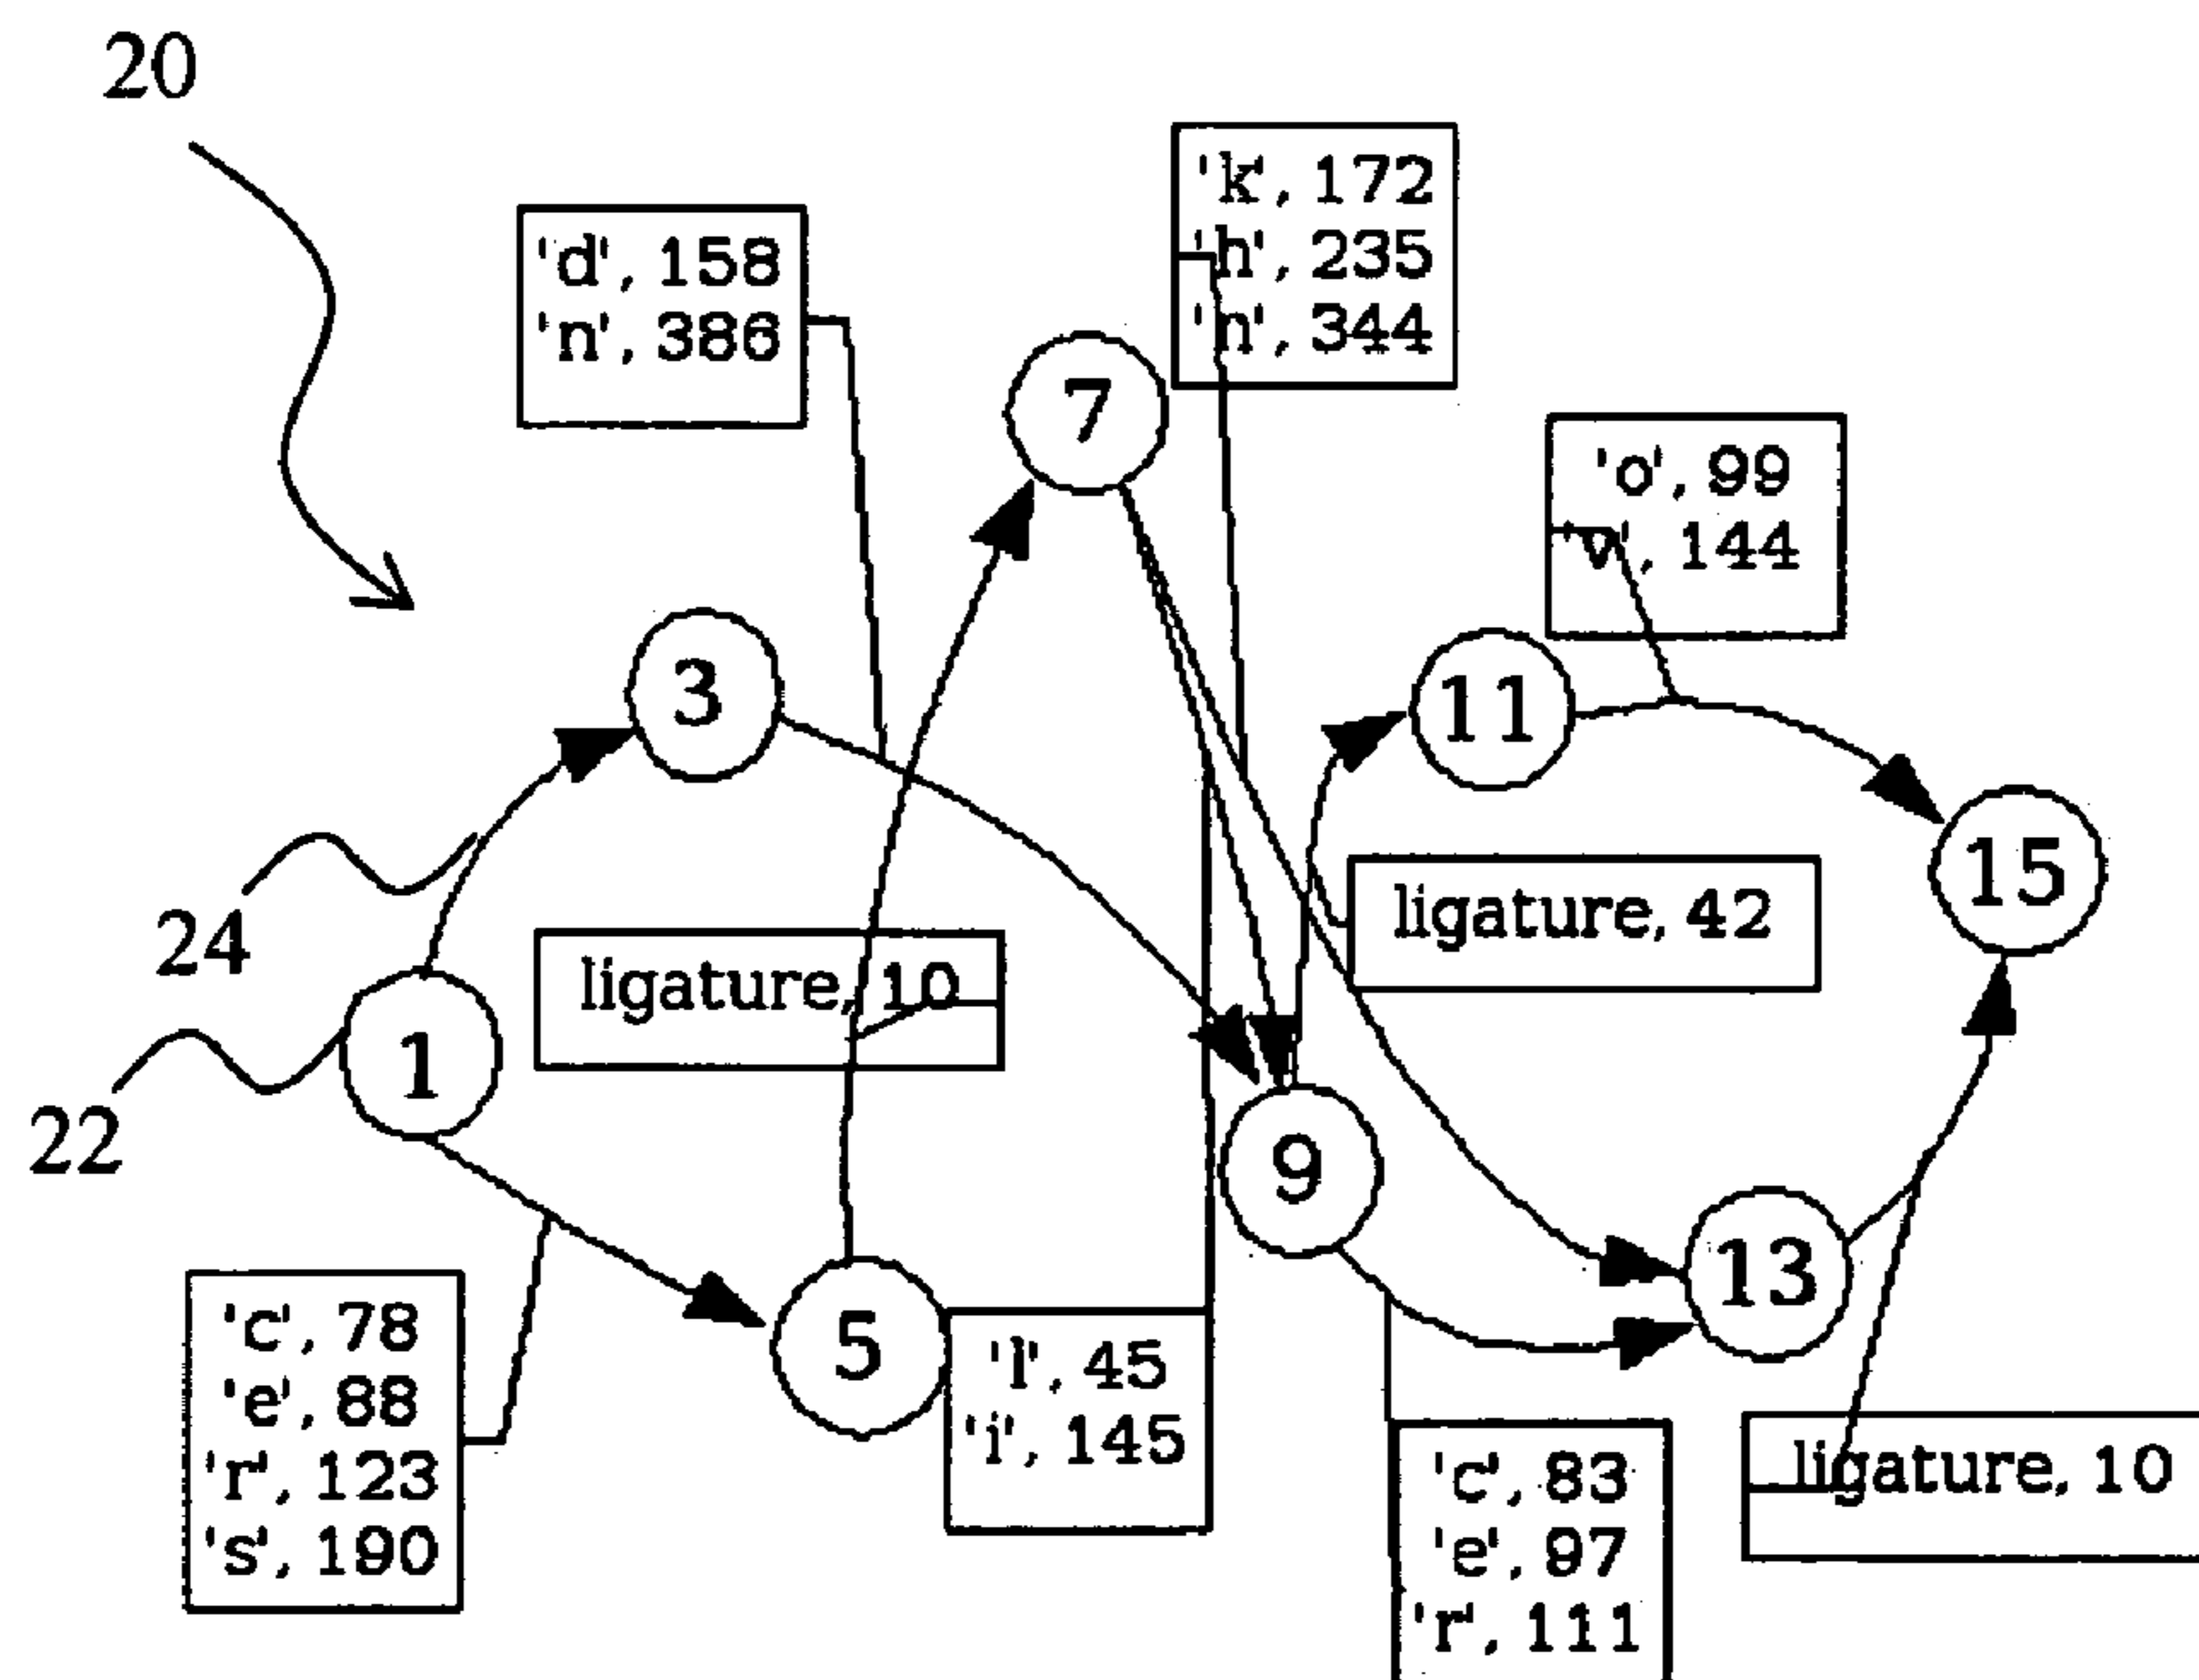 20
'k', 172
'h', 235
'n', 344
'd', 158
'n', 386
7
'o', 99
'v', 144
3
11
15
ligature, 42
24
ligature, 10
1
22
9
13
5
'l', 45
'i', 145
'c', 78
'e', 88
'r', 123
's', 190
'c', 83
'e', 97
'r', 111
ligature, 10